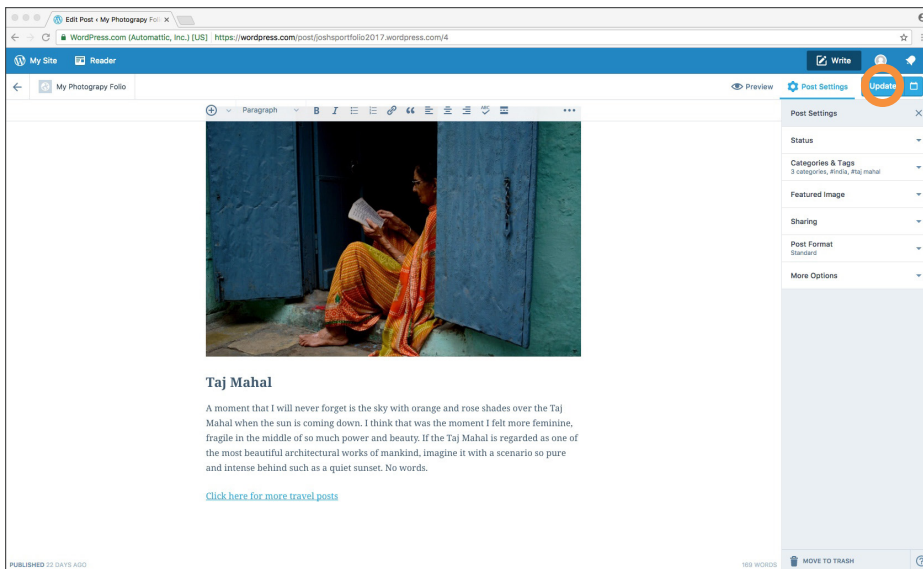 Edit Post ‹ My Photograpy Foli
WordPress.com (Automattic, Inc.) [US] https://wordpress.com/post/joshsportfolio2017.wordpress.com/4
My Site Reader Write
My Photograpy Folio Preview Post Settings Update
Paragraph B I ABC
Post Settings
Status
Categories & Tags
3 categories, #india, #taj mahal
Featured Image
Sharing
Post Format
Standard
More Options
Taj Mahal
A moment that I will never forget is the sky with orange and rose shades over the Taj
Mahal when the sun is coming down. I think that was the moment I felt more feminine,
fragile in the middle of so much power and beauty. If the Taj Mahal is regarded as one of
the most beautiful architectural works of mankind, imagine it with a scenario so pure
and intense behind such as a quiet sunset. No words.
Click here for more travel posts
PUBLISHED 22 DAYS AGO 169 WORDS MOVE TO TRASH